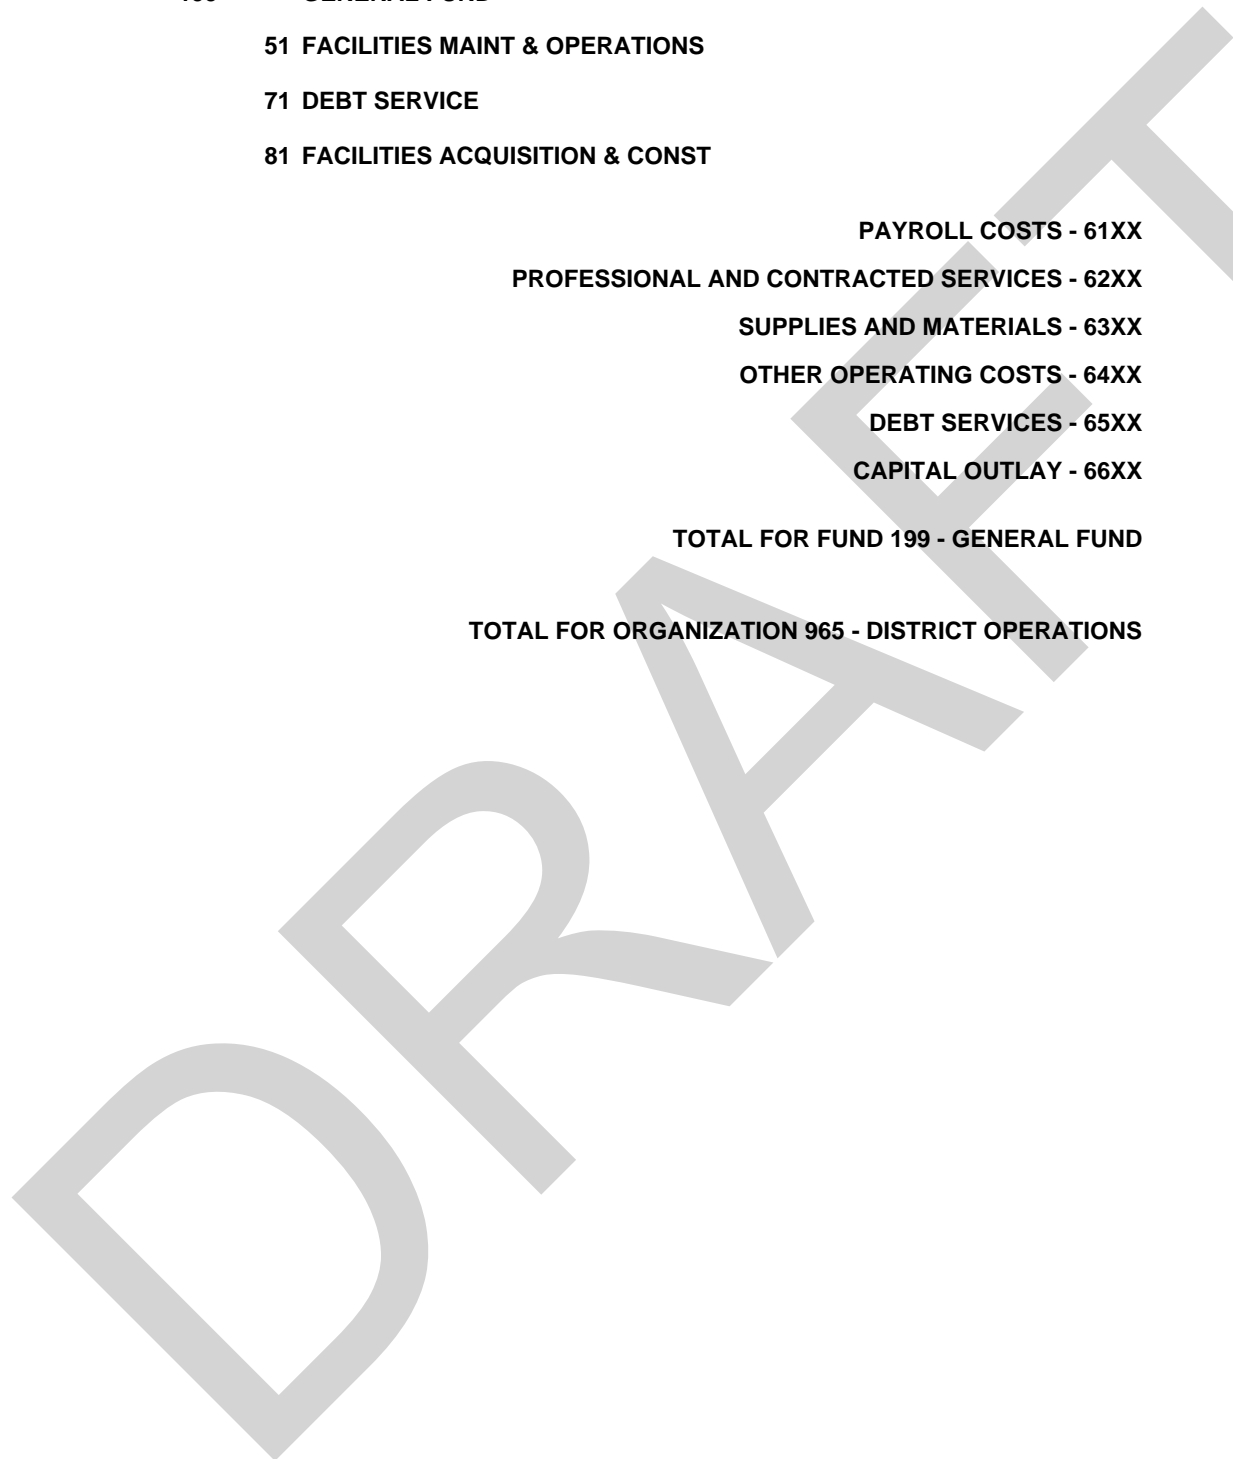 GENERAL FUND
51 FACILITIES MAINT & OPERATIONS
71 DEBT SERVICE
81 FACILITIES ACQUISITION & CONST
PAYROLL COSTS - 61XX
PROFESSIONAL AND CONTRACTED SERVICES - 62XX
SUPPLIES AND MATERIALS - 63XX
OTHER OPERATING COSTS - 64XX
DEBT SERVICES - 65XX
CAPITAL OUTLAY - 66XX
TOTAL FOR FUND 199 - GENERAL FUND
TOTAL FOR ORGANIZATION 965 - DISTRICT OPERATIONS
DRAFT